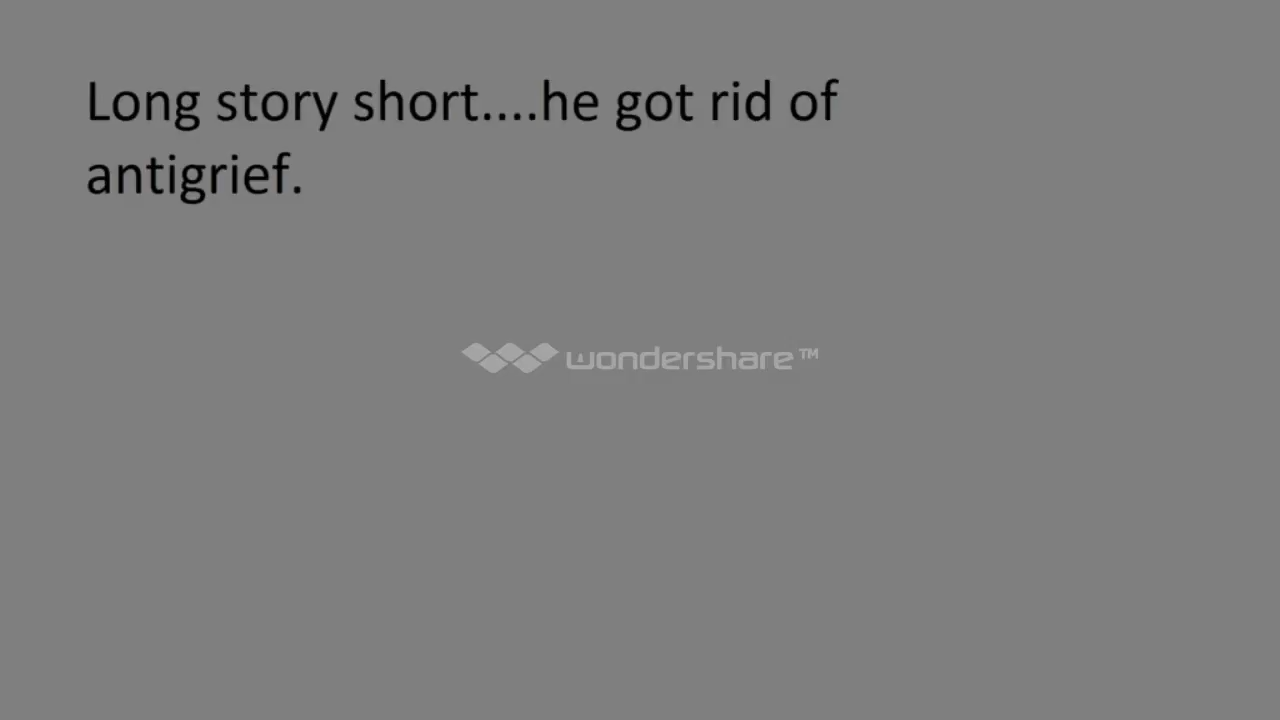 Long story short....he got rid of
antigrief.
wondershare™